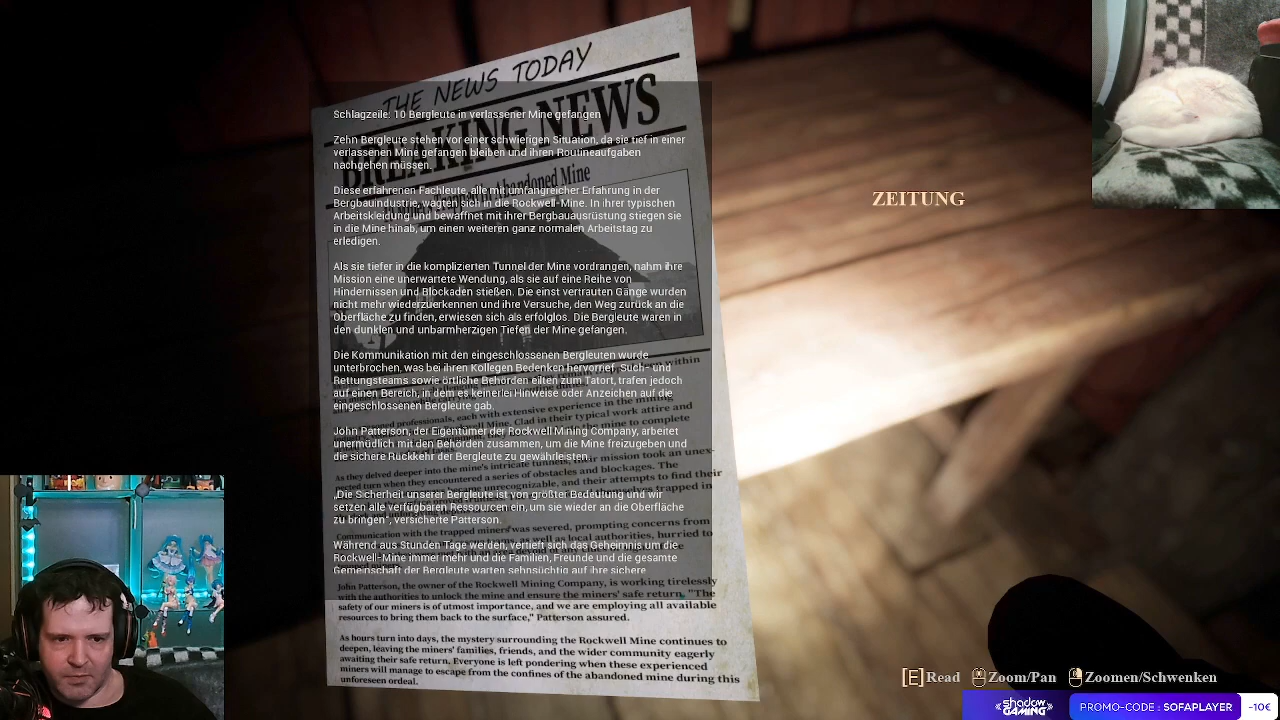 THE NEWS TODAY
BREAKING NEWS
Abandoned Mine
Schlagzeile: 10 Bergleute in verlassener Mine gefangen
Zehn Bergleute stehen vor einer schwierigen Situation, da sie tief in einer
verlassenen Mine gefangen bleiben und ihren Routineaufgaben
nachgehen müssen.
Diese erfahrenen Fachleute, alle mit umfangreicher Erfahrung in der
Bergbauindustrie, wagten sich in die Rockwell-Mine. In ihrer typischen
Arbeitskleidung und bewaffnet mit ihrer Bergbauausrüstung stiegen sie
in die Mine hinab, um einen weiteren ganz normalen Arbeitstag zu
erledigen.
Als sie tiefer in die komplizierten Tunnel der Mine vordrangen, nahm ihre
Mission eine unerwartete Wendung, als sie auf eine Reihe von
Hindernissen und Blockaden stießen. Die einst vertrauten Gänge wurden
nicht mehr wiederzuerkennen und ihre Versuche, den Weg zurück an die
Oberfläche zu finden, erwiesen sich als erfolglos. Die Bergleute waren in
den dunklen und unbarmherzigen Tiefen der Mine gefangen.
Die Kommunikation mit den eingeschlossenen Bergleuten wurde
unterbrochen, was bei ihren Kollegen Bedenken hervorrief. Such- und
Rettungsteams sowie örtliche Behörden eilten zum Tatort, trafen jedoch
auf einen Bereich, in dem es keinerlei Hinweise oder Anzeichen auf die
eingeschlossenen Bergleute gab.
John Patterson, der Eigentümer der Rockwell Mining Company, arbeitet
unermüdlich mit den Behörden zusammen, um die Mine freizugeben und
die sichere Rückkehr der Bergleute zu gewährleisten.
„Die Sicherheit unserer Bergleute ist von größter Bedeutung und wir
setzen alle verfügbaren Ressourcen ein, um sie wieder an die Oberfläche
zu bringen", versicherte Patterson.
Während aus Stunden Tage werden, vertieft sich das Geheimnis um die
Rockwell-Mine immer mehr und die Familien, Freunde und die gesamte
Gemeinschaft der Bergleute warten sehnsüchtig auf ihre sichere
John Patterson, the owner of the Rockwell Mining Company, is working tirelessly
with the authorities to unlock the mine and ensure the miners' safe return. "The
safety of our miners is of utmost importance, and we are employing all available
resources to bring them back to the surface," Patterson assured.
As hours turn into days, the mystery surrounding the Rockwell Mine continues to
deepen, leaving the miners' families, friends, and the wider community eagerly
awaiting their safe return. Everyone is left pondering when these experienced
miners will manage to escape from the confines of the abandoned mine during this
unforeseen ordeal.
ZEITUNG
[E]Read Zoom/Pan Zoomen/Schwenken
shadow GAMING
PROMO-CODE : SOFAPLAYER -10€